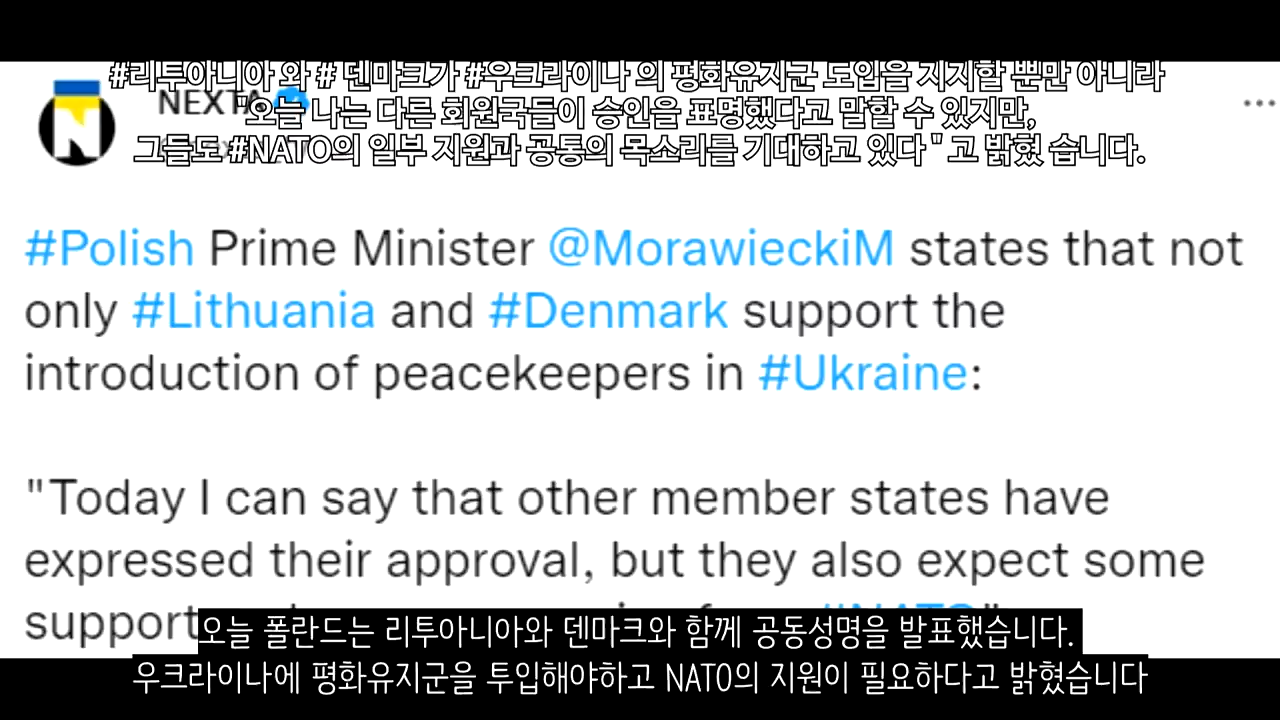 #리투아니아 와 # 덴마크가 #우크라이나 의 평화유지군 도입을 지지할 뿐만 아니라
NEXTA
"오늘 나는 다른 회원국들이 승인을 표명했다고 말할 수 있지만,
그들도 #NATO의 일부 지원과 공통의 목소리를 기대하고 있다" 고 밝혔 습니다.
#Polish Prime Minister @MorawieckiM states that not
only #Lithuania and #Denmark support the
introduction of peacekeepers in #Ukraine:
"Today I can say that other member states have
expressed their approval, but they also expect some
support #NATO"
오늘 폴란드는 리투아니아와 덴마크와 함께 공동성명을 발표했습니다.
우크라이나에 평화유지군을 투입해야하고 NATO의 지원이 필요하다고 밝혔습니다